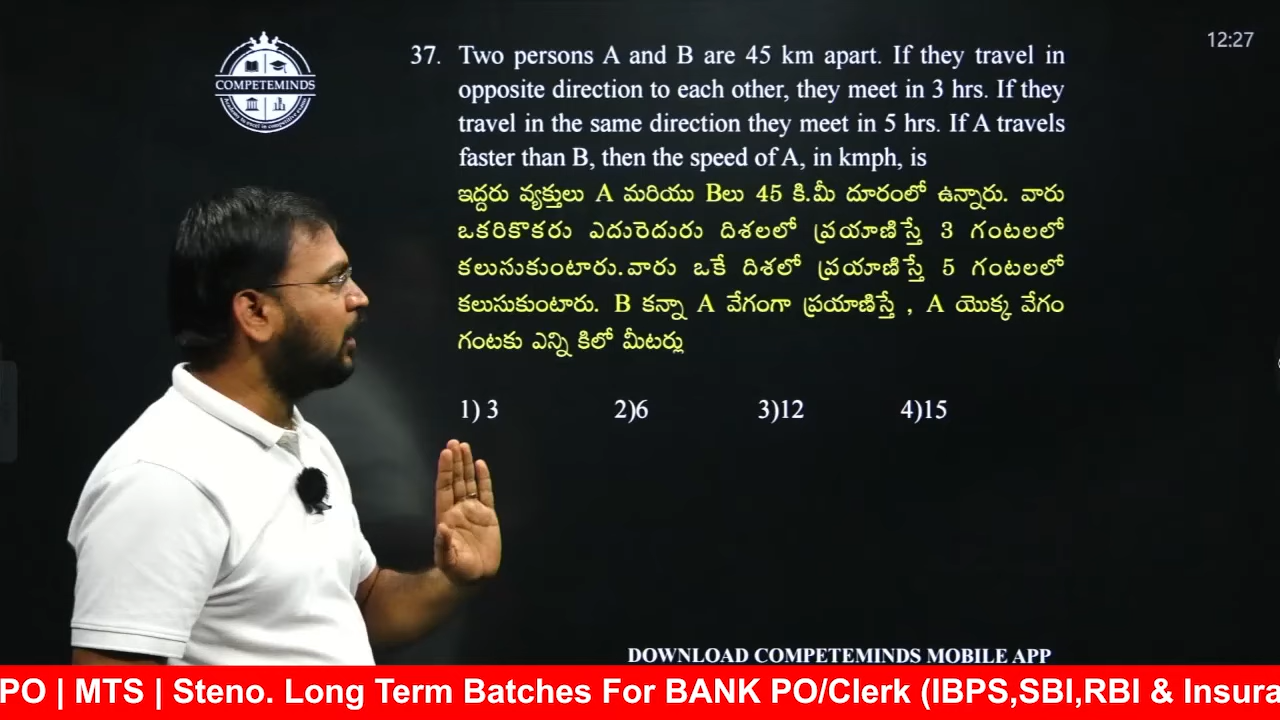 12:27
COMPETEMINDS
37. Two persons A and B are 45 km apart. If they travel in
opposite direction to each other, they meet in 3 hrs. If they
travel in the same direction they meet in 5 hrs. If A travels
faster than B, then the speed of A, in kmph, is
ఇద్దరు వ్యక్తులు A మరియు Bలు 45 కి.మీ దూరంలో ఉన్నారు. వారు
ఒకరికొకరు ఎదురెదురు దిశలలో ప్రయాణిస్తే 3 గంటలలో
కలుసుకుంటారు.వారు ఒకే దిశలో ప్రయాణిస్తే 5 గంటలలో
కలుసుకుంటారు. B కన్నా A వేగంగా ప్రయాణిస్తే , A యొక్క వేగం
గంటకు ఎన్ని కిలో మీటర్లు
1) 3 2)6 3)12 4)15
DOWNLOAD COMPETEMINDS MOBILE APP
PO | MTS | Steno. Long Term Batches For BANK PO/Clerk (IBPS,SBI,RBI & Insura